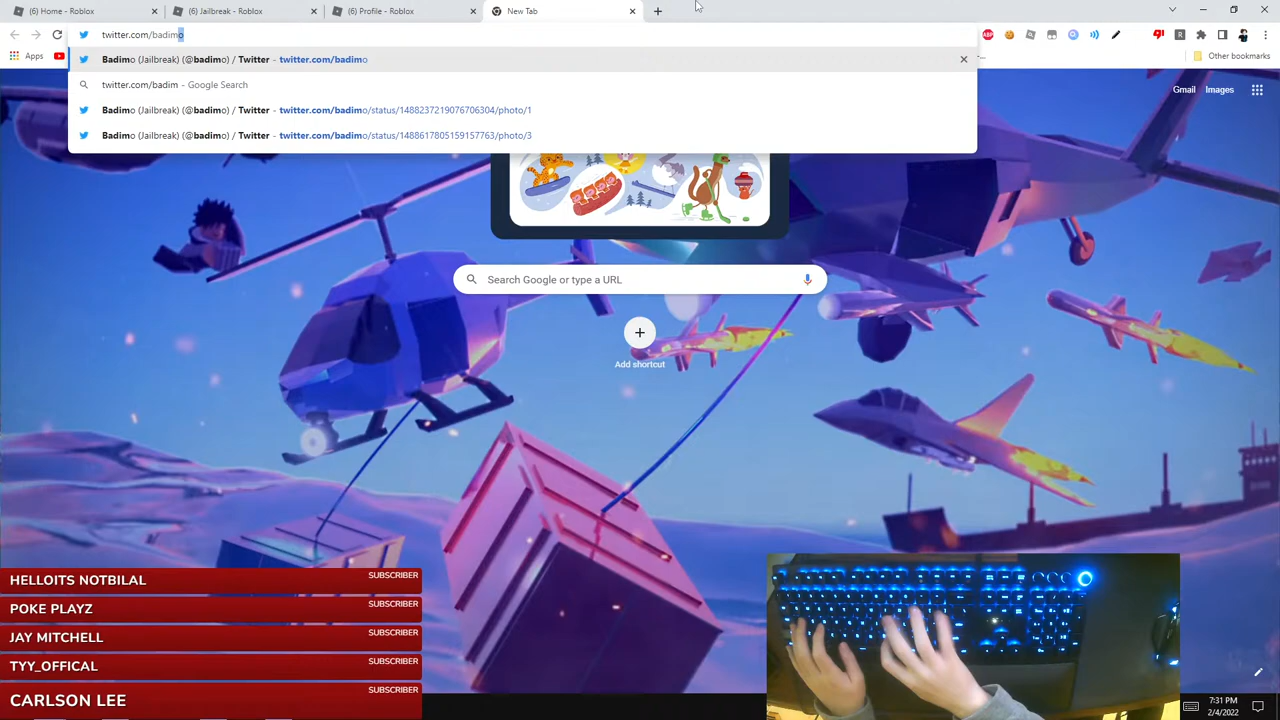 (6) Home - Roblox
(6) Jailbreak - Roblox
(6) Profile - Roblox
New Tab
twitter.com/badimo
Apps
Other bookmarks
Badimo (Jailbreak) (@badimo) / Twitter - twitter.com/badimo
twitter.com/badim - Google Search
Badimo (Jailbreak) (@badimo) / Twitter - twitter.com/badimo/status/1488237219076706304/photo/1
Badimo (Jailbreak) (@badimo) / Twitter - twitter.com/badimo/status/1488617805159157763/photo/3
Gmail Images
Search Google or type a URL
Add shortcut
HELLOITS NOTBILAL SUBSCRIBER
POKE PLAYZ SUBSCRIBER
JAY MITCHELL SUBSCRIBER
TYY_OFFICAL SUBSCRIBER
CARLSON LEE SUBSCRIBER
7:31 PM
2/4/2022